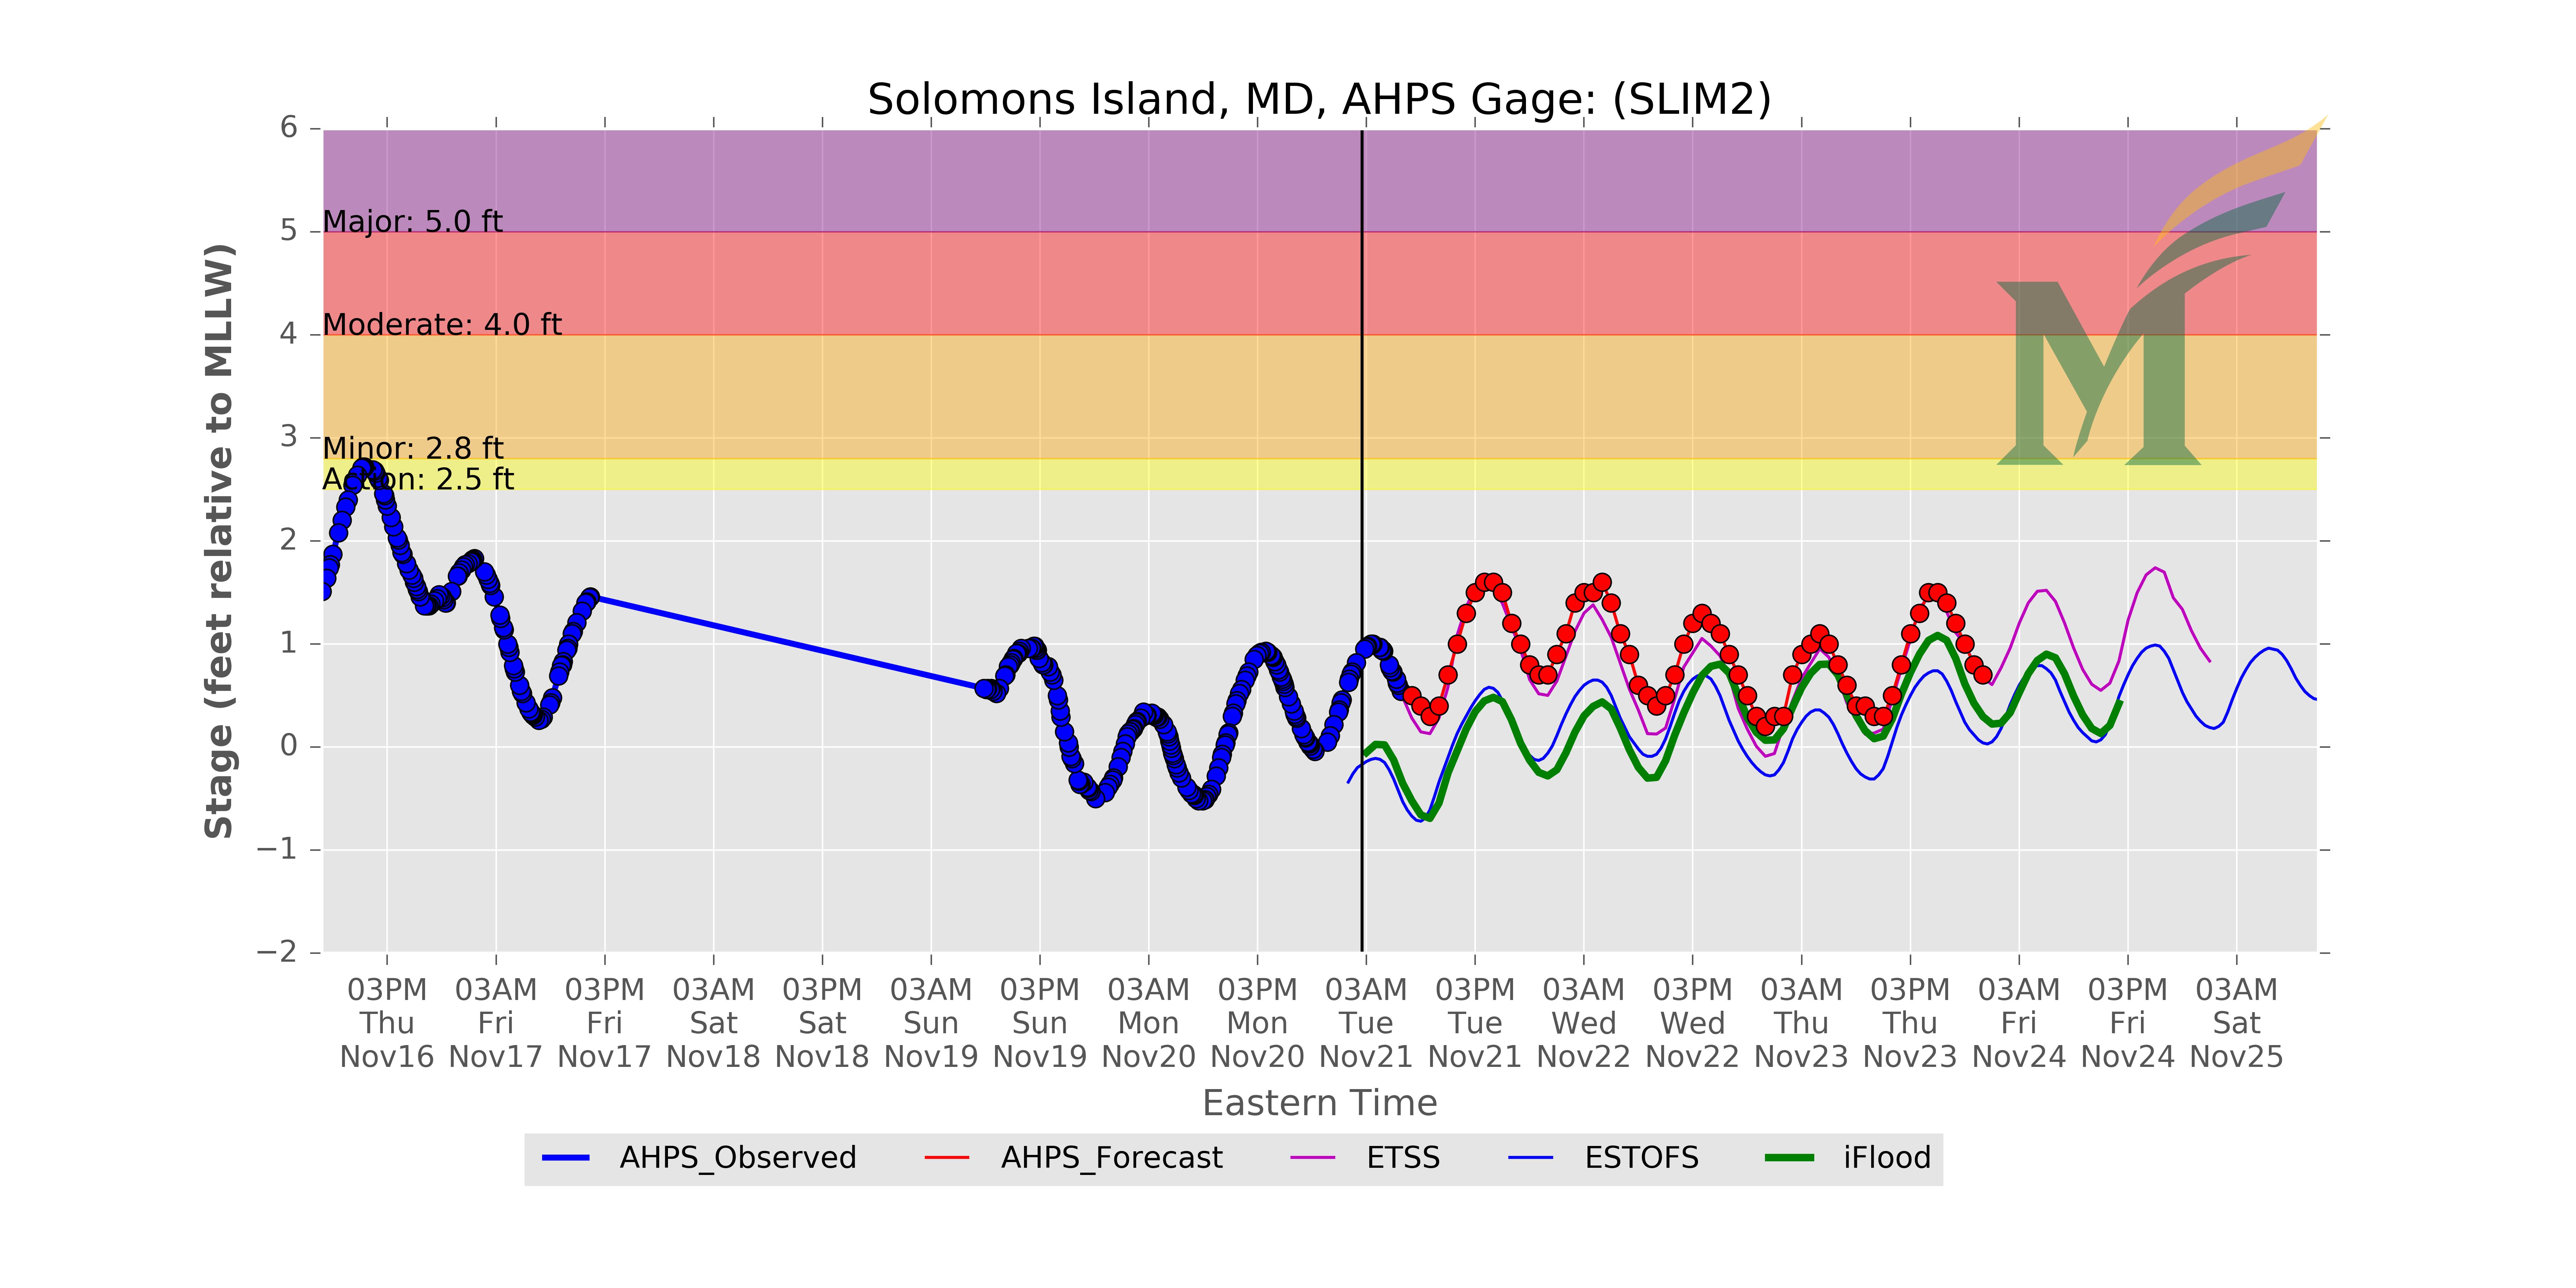 Solomons Island, MD, AHPS Gage: (SLIM2)
Stage (feet relative to MLLW)
6
5
4
3
2
1
0
−1
−2
Major: 5.0 ft
Moderate: 4.0 ft
Minor: 2.8 ft
Action: 2.5 ft
M
03PM 03AM 03PM 03AM 03PM 03AM 03PM 03AM 03PM 03AM 03PM 03AM 03PM 03AM 03PM 03AM 03PM 03AM
Thu Fri Fri Sat Sat Sun Sun Mon Mon Tue Tue Wed Wed Thu Thu Fri Fri Sat
Nov16 Nov17 Nov17 Nov18 Nov18 Nov19 Nov19 Nov20 Nov20 Nov21 Nov21 Nov22 Nov22 Nov23 Nov23 Nov24 Nov24 Nov25
Eastern Time
AHPS_Observed AHPS_Forecast ETSS ESTOFS iFlood